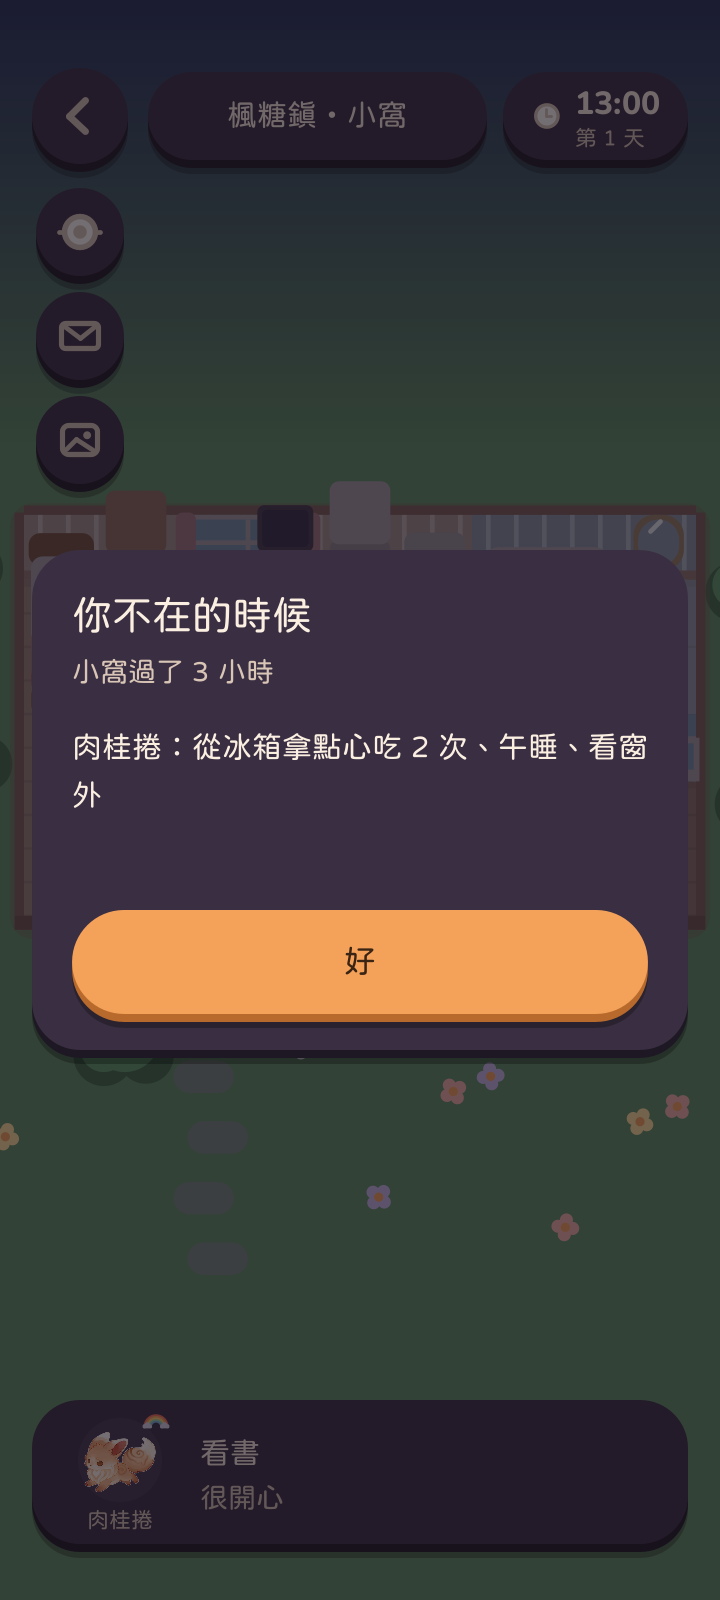 楓糖鎮・小窩
13:00
第 1 天
你不在的時候
小窩過了 3 小時
肉桂捲：從冰箱拿點心吃 2 次、午睡、看窗
外
好
看書
很開心
肉桂捲